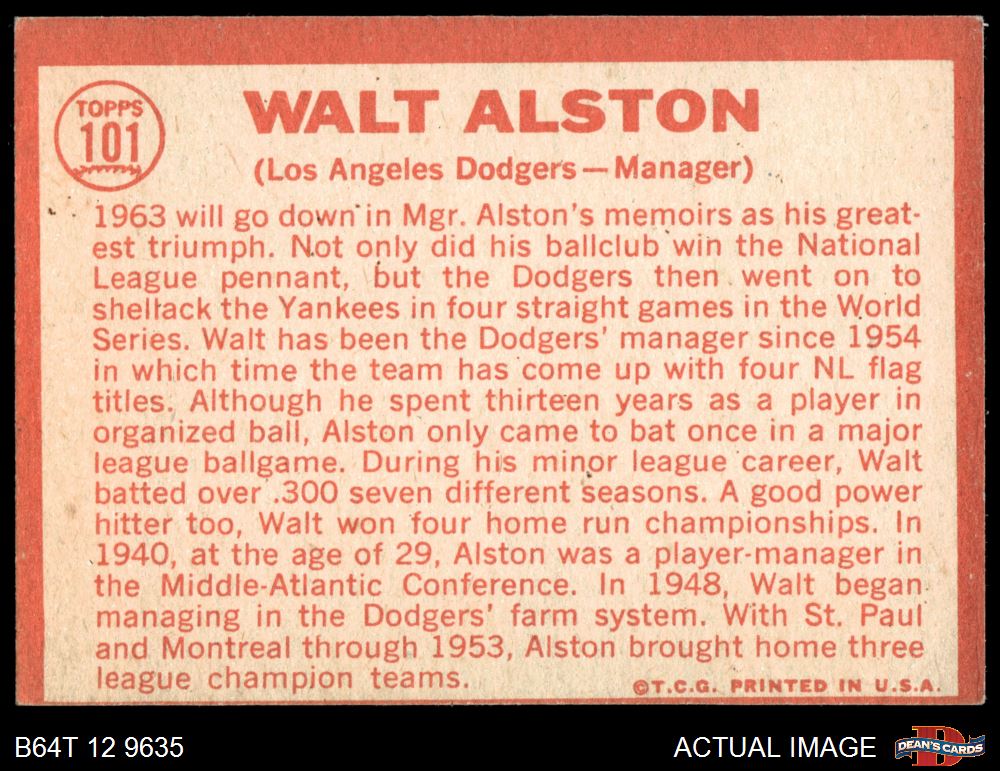 TOPPS
101
WALT ALSTON
(Los Angeles Dodgers—Manager)
1963 will go down in Mgr. Alston's memoirs as his great-
est triumph. Not only did his ballclub win the National
League pennant, but the Dodgers then went on to
shellack the Yankees in four straight games in the World
Series. Walt has been the Dodgers' manager since 1954
in which time the team has come up with four NL flag
titles. Although he spent thirteen years as a player in
organized ball, Alston only came to bat once in a major
league ballgame. During his minor league career, Walt
batted over .300 seven different seasons. A good power
hitter too, Walt won four home run championships. In
1940, at the age of 29, Alston was a player-manager in
the Middle-Atlantic Conference. In 1948, Walt began
managing in the Dodgers' farm system. With St. Paul
and Montreal through 1953, Alston brought home three
league champion teams.
©T.C.G. PRINTED IN U.S.A.
B64T 12 9635
ACTUAL IMAGE
DEAN'S CARDS